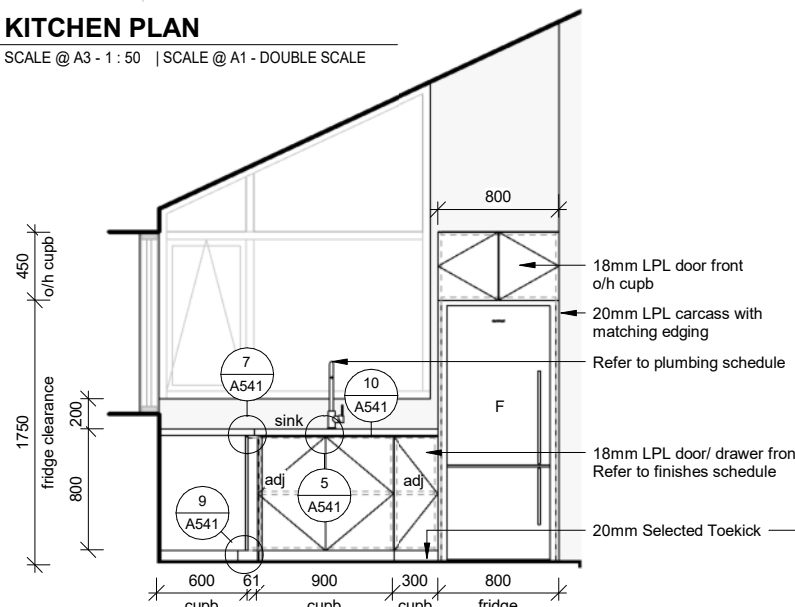 KITCHEN PLAN
SCALE @ A3 - 1 : 50 | SCALE @ A1 - DOUBLE SCALE
800
450
o/h cupb
18mm LPL door front
o/h cupb
20mm LPL carcass with
matching edging
Refer to plumbing schedule
7
A541
10
A541
sink
F
200
1750
fridge clearance
800
18mm LPL door/ drawer fron
Refer to finishes schedule
adj
adj
5
A541
9
A541
20mm Selected Toekick
600
61
900
300
800
cupb
cupb
cupb
fridge